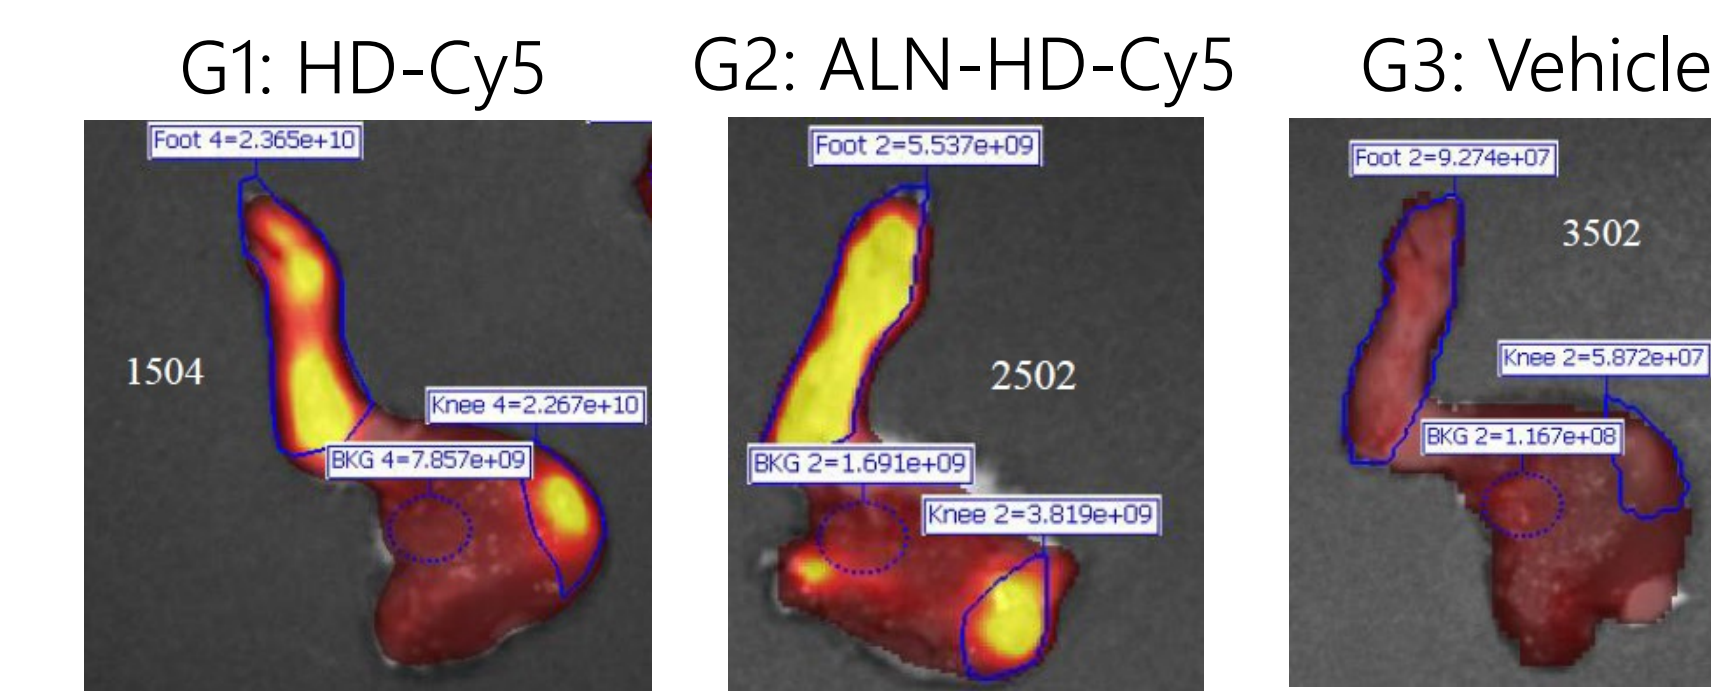 G1: HD-Cy5
G2: ALN-HD-Cy5
G3: Vehicle
Foot 4=2.365e+10
1504
Knee 4=2.267e+10
BKG 4=7.857e+09
Foot 2=5.537e+09
2502
BKG 2=1.691e+09
Knee 2=3.819e+09
Foot 2=9.274e+07
3502
Knee 2=5.872e+07
BKG 2=1.167e+08